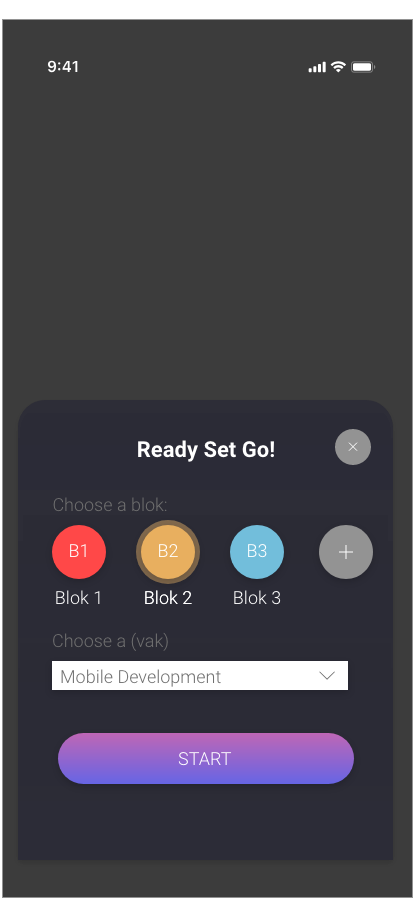 9:41
Ready Set Go!
Choose a blok:
B1 B2 B3
Blok 1 Blok 2 Blok 3
Choose a (vak)
Mobile Development
START